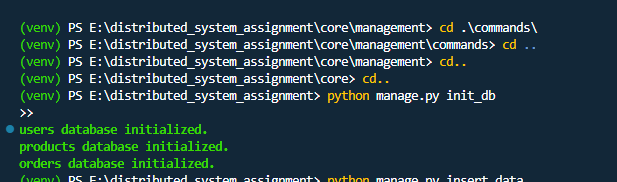 (venv) PS E:\distributed_system_assignment\core\management> cd .\commands\
(venv) PS E:\distributed_system_assignment\core\management\commands> cd ..
(venv) PS E:\distributed_system_assignment\core\management> cd..
(venv) PS E:\distributed_system_assignment\core> cd..
(venv) PS E:\distributed_system_assignment> python manage.py init_db
>>
users database initialized.
products database initialized.
orders database initialized.
(venv) PS E:\distributed_system_assignment> python manage.py insert_data